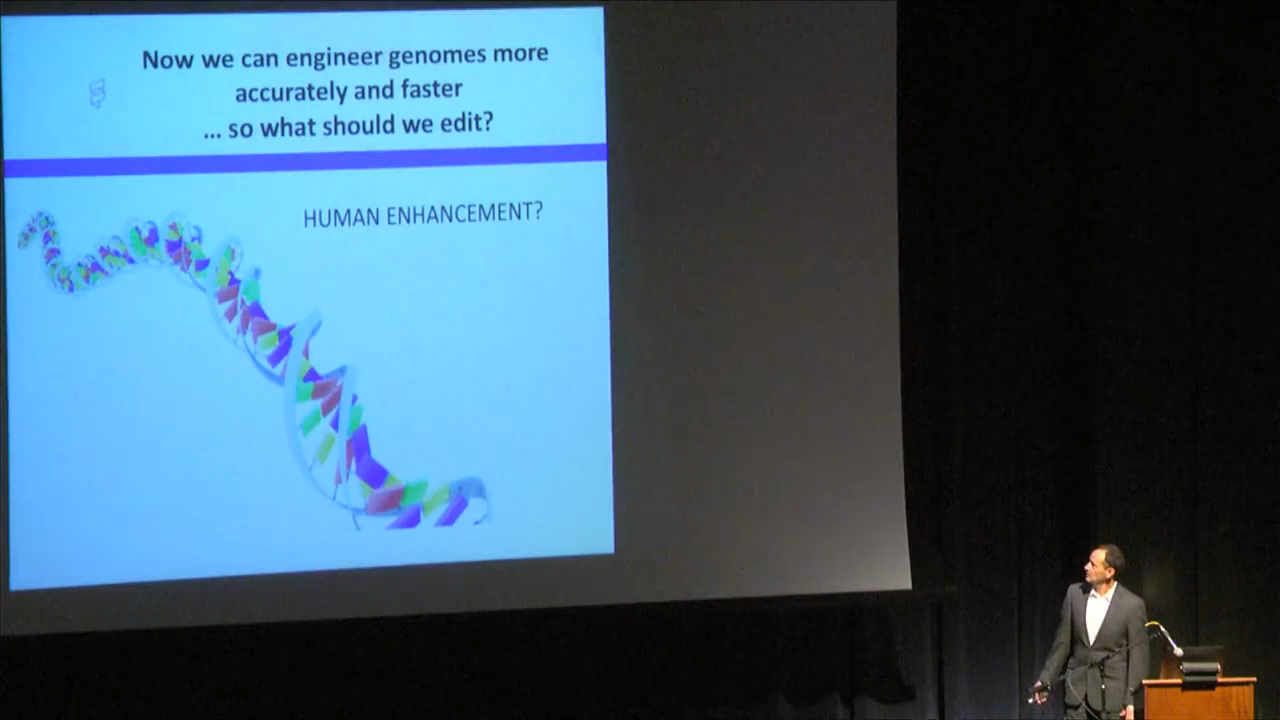 Now we can engineer genomes more
accurately and faster
... so what should we edit?
HUMAN ENHANCEMENT?